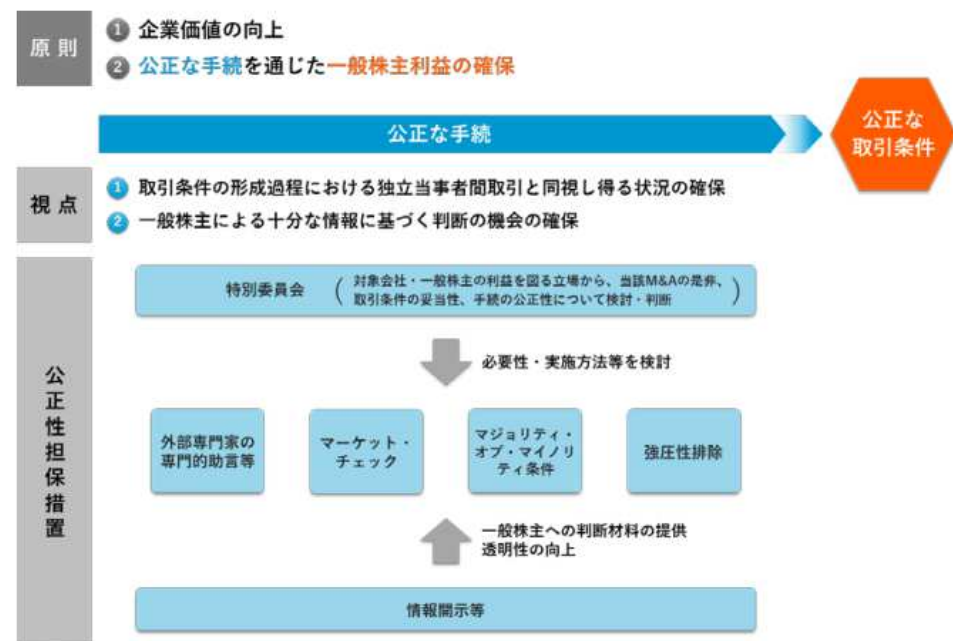 原則
1 企業価値の向上
2 公正な手続を通じた一般株主利益の確保
公正な手続
公正な
取引条件
視点
1 取引条件の形成過程における独立当事者間取引と同視し得る状況の確保
2 一般株主による十分な情報に基づく判断の機会の確保
公正性担保措置
特別委員会
(対象会社・一般株主の利益を図る立場から、当該M&Aの是非、
取引条件の妥当性、手続の公正性について検討・判断)
必要性・実施方法等を検討
外部専門家の
専門的助言等
マーケット・
チェック
マジョリティ・
オブ・マイノリ
ティ条件
強圧性排除
一般株主への判断材料の提供
透明性の向上
情報開示等